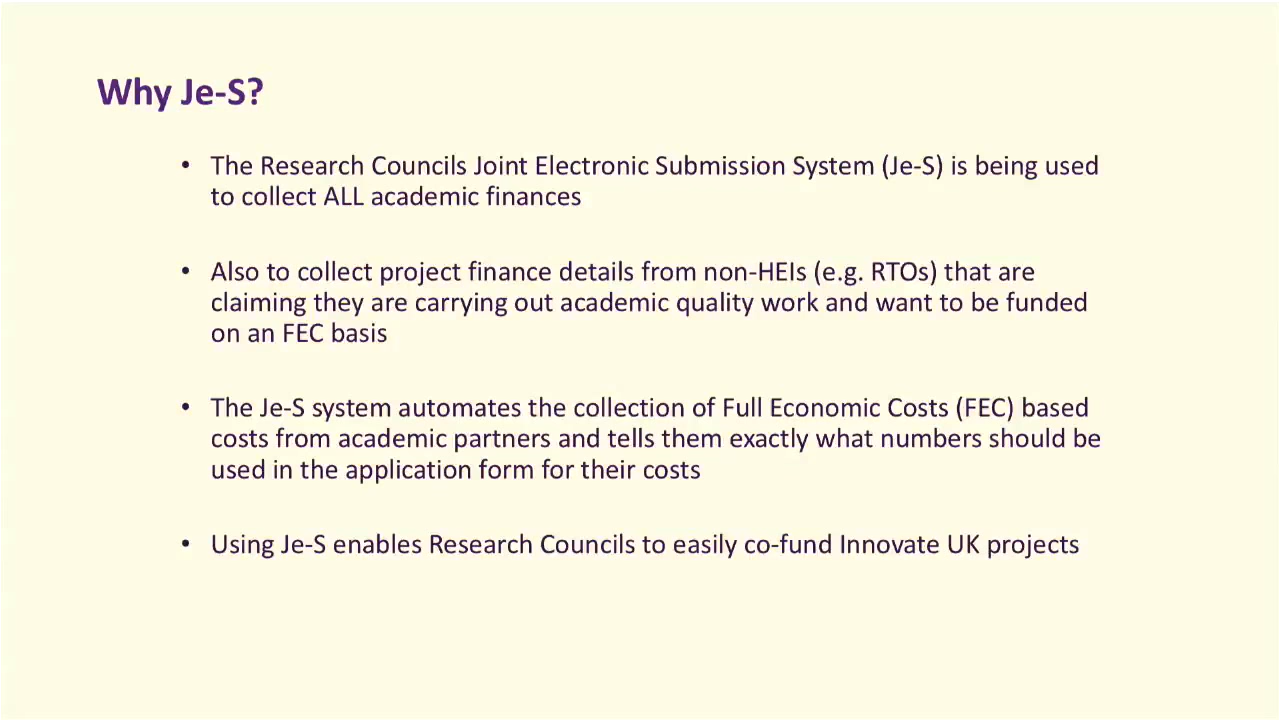 Why Je-S?
• The Research Councils Joint Electronic Submission System (Je-S) is being used
to collect ALL academic finances
• Also to collect project finance details from non-HEIs (e.g. RTOs) that are
claiming they are carrying out academic quality work and want to be funded
on an FEC basis
• The Je-S system automates the collection of Full Economic Costs (FEC) based
costs from academic partners and tells them exactly what numbers should be
used in the application form for their costs
• Using Je-S enables Research Councils to easily co-fund Innovate UK projects